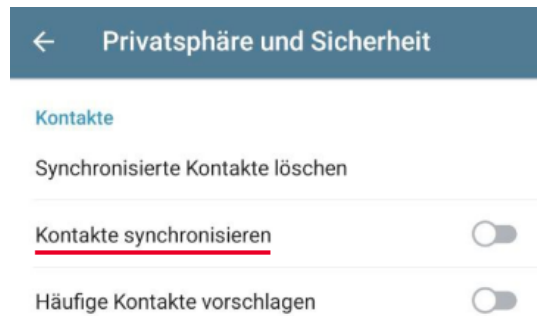 Privatsphäre und Sicherheit
Kontakte
Synchronisierte Kontakte löschen
Kontakte synchronisieren
Häufige Kontakte vorschlagen